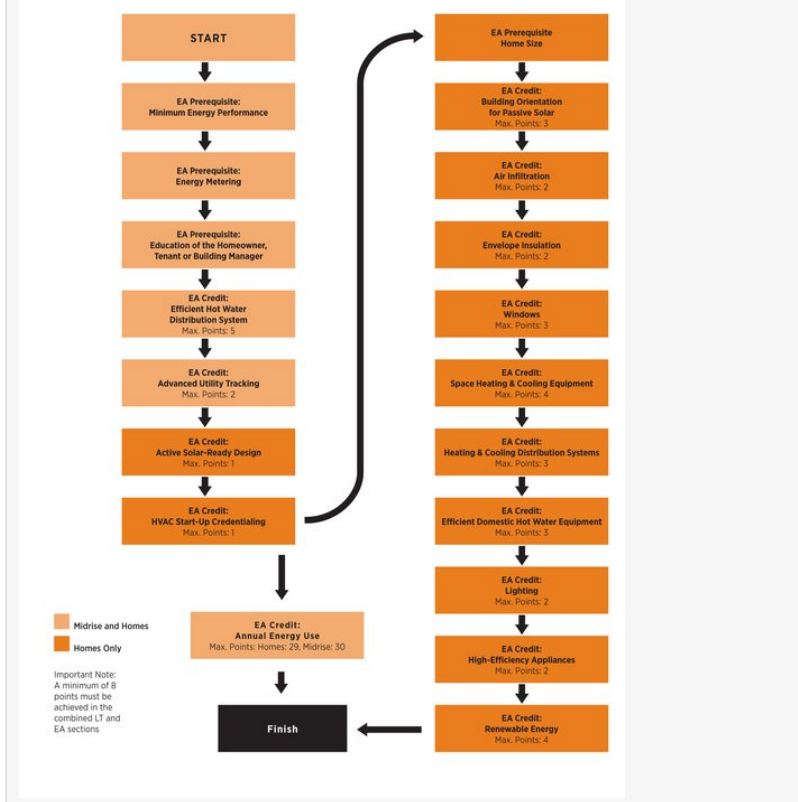 START
EA Prerequisite:
Minimum Energy Performance
EA Prerequisite:
Energy Metering
EA Prerequisite:
Education of the Homeowner,
Tenant or Building Manager
EA Credit:
Efficient Hot Water
Distribution System
Max. Points: 5
EA Credit:
Advanced Utility Tracking
Max. Points: 2
EA Credit:
Active Solar-Ready Design
Max. Points: 1
EA Credit:
HVAC Start-Up Credentialing
Max. Points: 1
EA Prerequisite
Home Size
EA Credit:
Building Orientation
for Passive Solar
Max. Points: 3
EA Credit:
Air Infiltration
Max. Points: 2
EA Credit:
Envelope Insulation
Max. Points: 2
EA Credit:
Windows
Max. Points: 3
EA Credit:
Space Heating & Cooling Equipment
Max. Points: 4
EA Credit:
Heating & Cooling Distribution Systems
Max. Points: 3
EA Credit:
Efficient Domestic Hot Water Equipment
Max. Points: 3
EA Credit:
Lighting
Max. Points: 2
EA Credit:
High-Efficiency Appliances
Max. Points: 2
EA Credit:
Renewable Energy
Max. Points: 4
EA Credit:
Annual Energy Use
Max. Points: Homes: 29, Midrise: 30
Finish
Midrise and Homes
Homes Only
Important Note:
A minimum of 8
points must be
achieved in the
combined LT and
EA sections